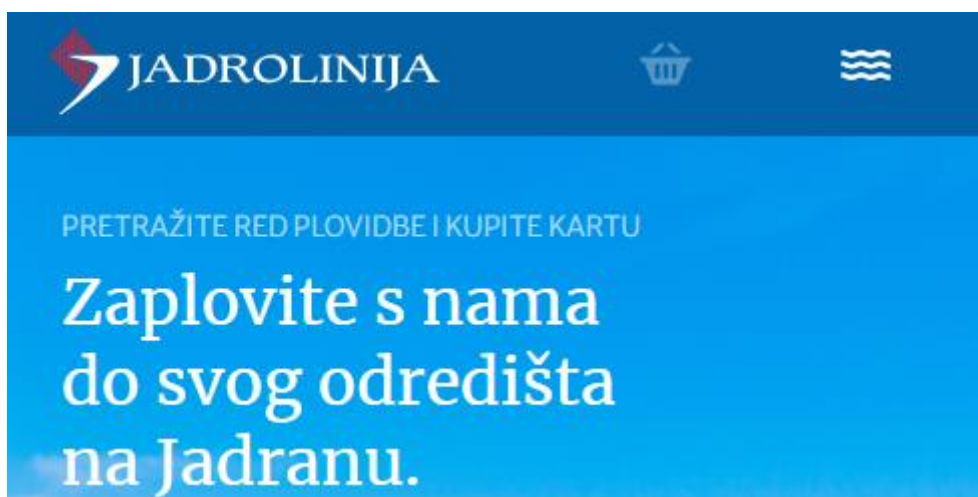 JADROLINIJA
PRETRAŽITE RED PLOVIDBE I KUPITE KARTU
Zaplovite s nama
do svog odredišta
na Jadranu.